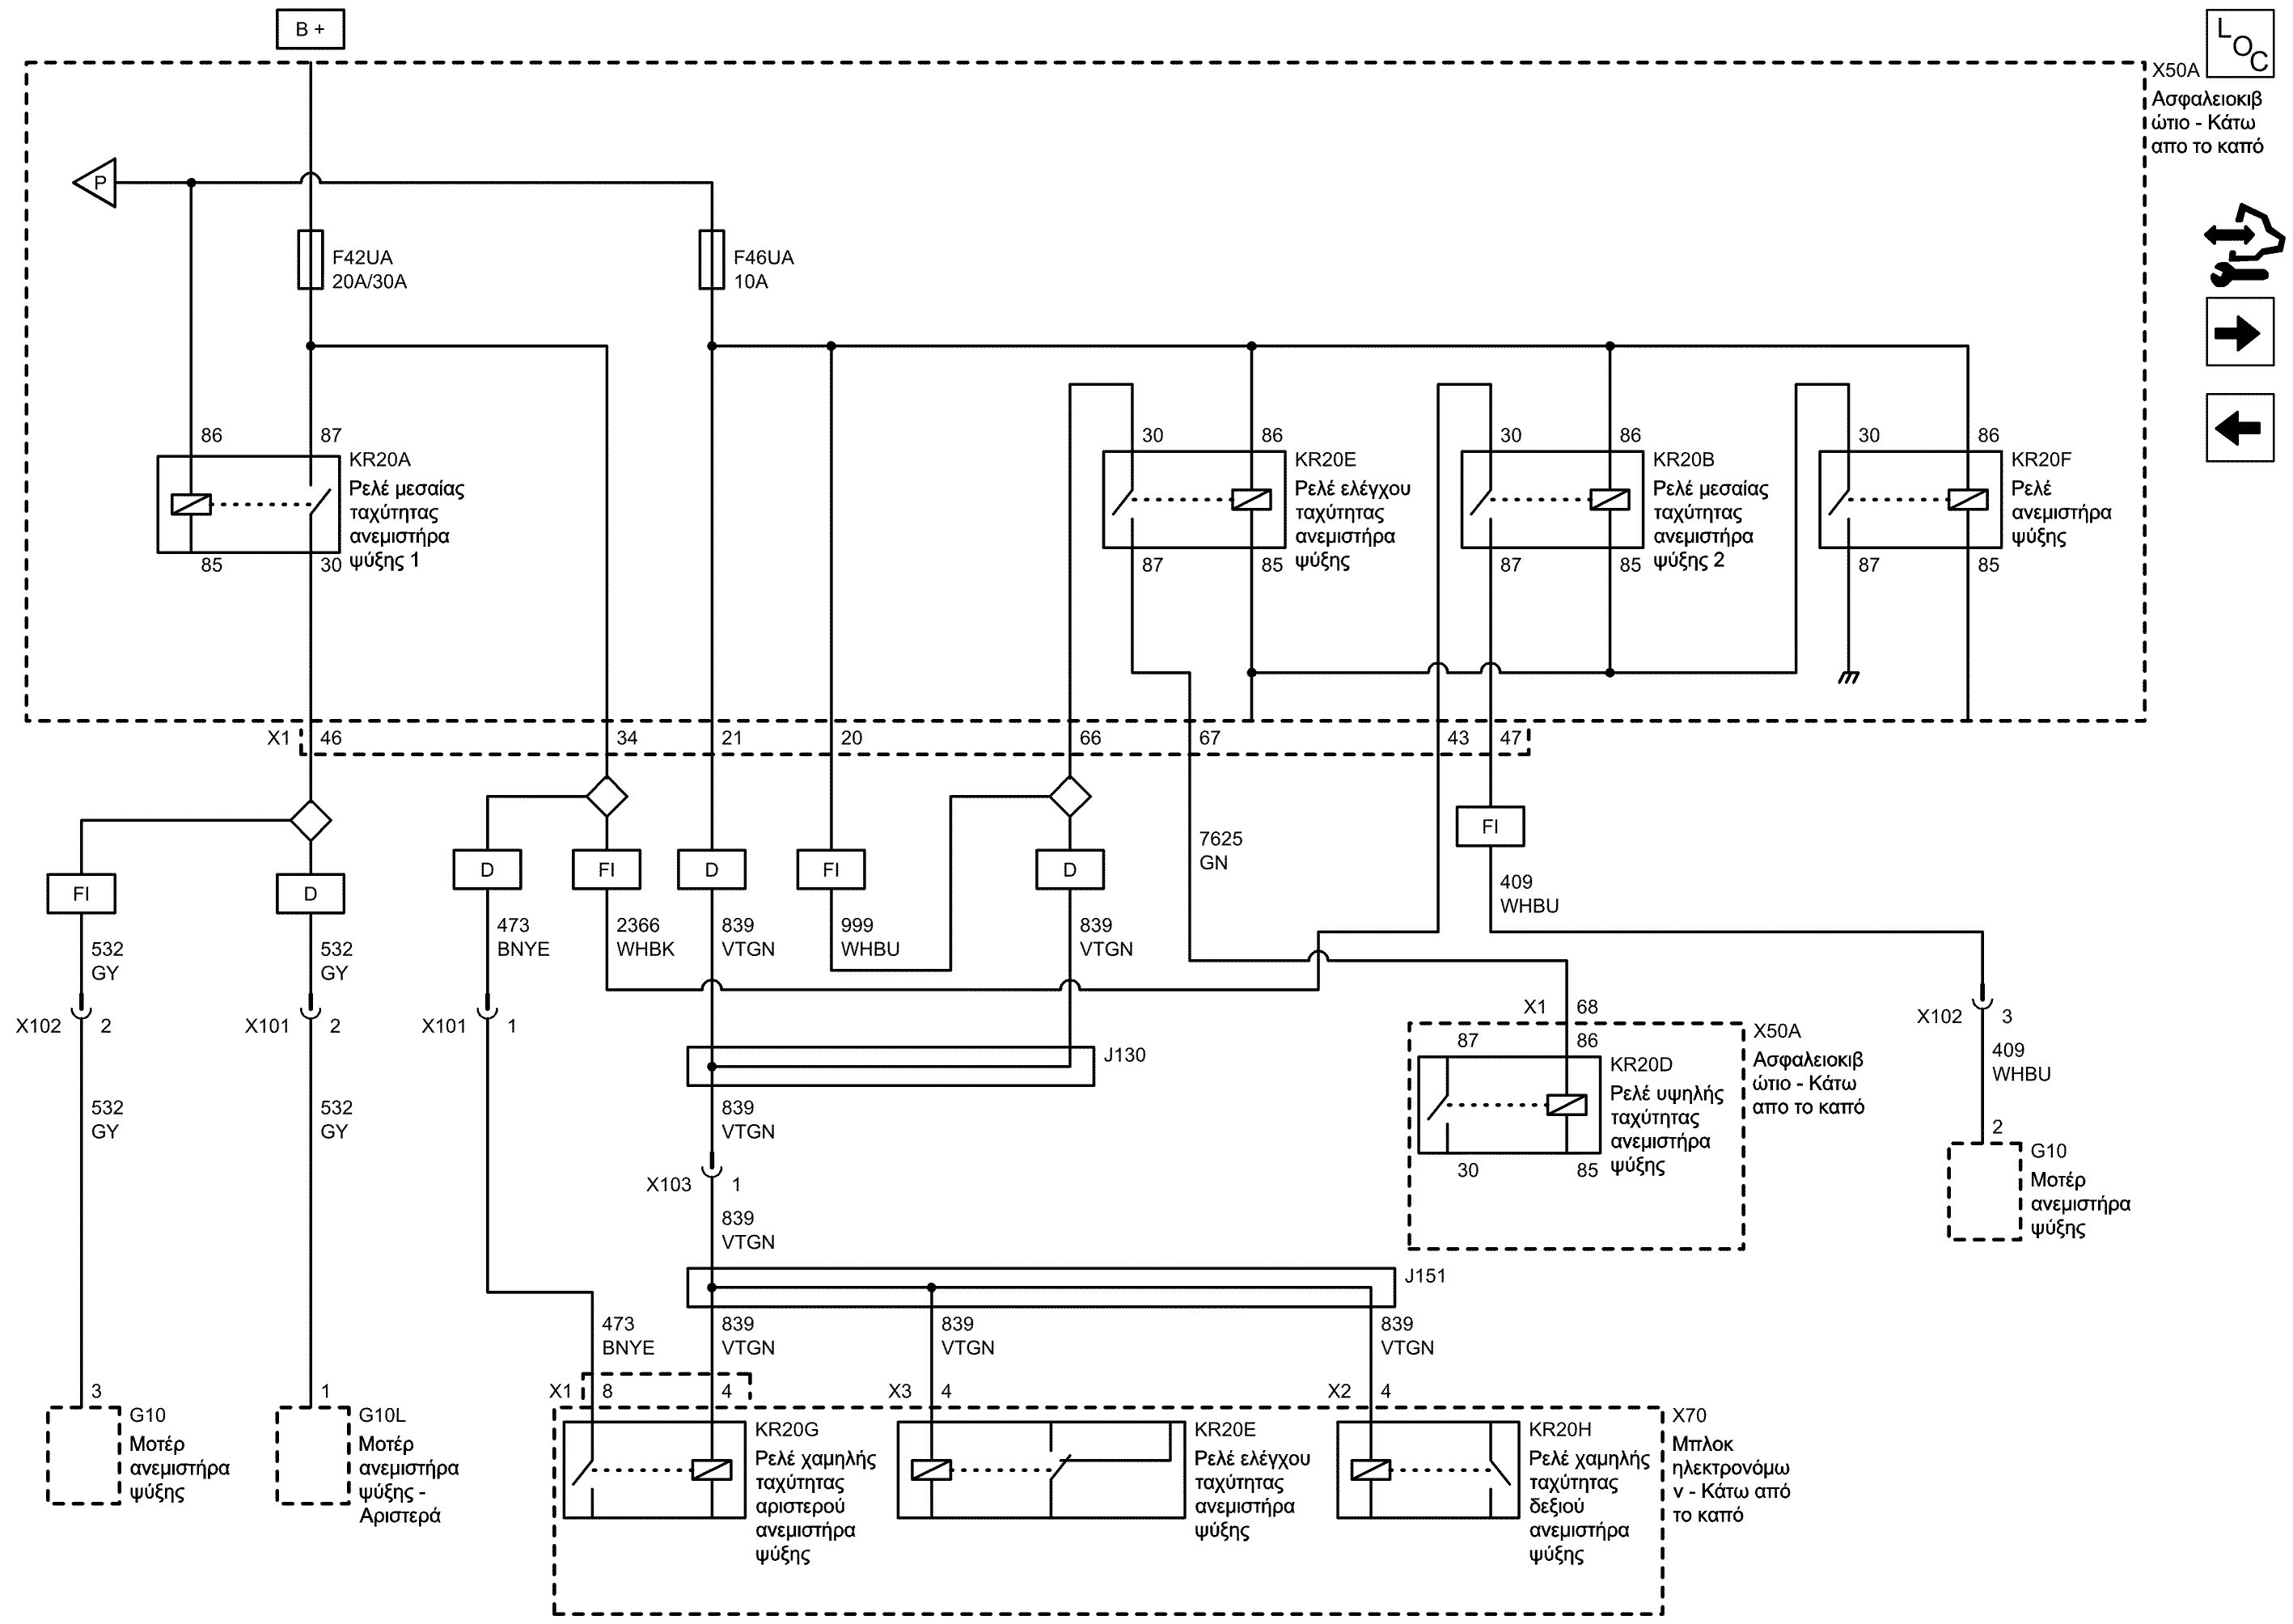 B +
LOC
X50A
Ασφαλειοκιβ
ώτιο - Κάτω
απο το καπό
P
F42UA
20A/30A
F46UA
10A
86
87
KR20A
Ρελέ μεσαίας
ταχύτητας
ανεμιστήρα
ψύξης 1
85
30
30
86
KR20E
Ρελέ ελέγχου
ταχύτητας
ανεμιστήρα
ψύξης
87
85
30
86
KR20B
Ρελέ μεσαίας
ταχύτητας
ανεμιστήρα
ψύξης 2
87
85
30
86
KR20F
Ρελέ
ανεμιστήρα
ψύξης
87
85
X1
46
34
21
20
66
67
43
47
FI
D
D
FI
D
FI
D
FI
7625
GN
409
WHBU
532
GY
532
GY
473
BNYE
2366
WHBK
839
VTGN
999
WHBU
839
VTGN
X102
2
X101
2
X101
1
X102
3
J130
532
GY
532
GY
839
VTGN
X103
1
839
VTGN
X1
68
87
86
KR20D
Ρελέ υψηλής
ταχύτητας
ανεμιστήρα
ψύξης
30
85
X50A
Ασφαλειοκιβ
ώτιο - Κάτω
απο το καπό
409
WHBU
2
G10
Μοτέρ
ανεμιστήρα
ψύξης
J151
473
BNYE
839
VTGN
839
VTGN
839
VTGN
3
G10
Μοτέρ
ανεμιστήρα
ψύξης
1
G10L
Μοτέρ
ανεμιστήρα
ψύξης -
Αριστερά
X1
8
4
X3
4
X2
4
KR20G
Ρελέ χαμηλής
ταχύτητας
αριστερού
ανεμιστήρα
ψύξης
KR20E
Ρελέ ελέγχου
ταχύτητας
ανεμιστήρα
ψύξης
KR20H
Ρελέ χαμηλής
ταχύτητας
δεξιού
ανεμιστήρα
ψύξης
X70
Μπλοκ
ηλεκτρονόμω
ν - Κάτω από
το καπό